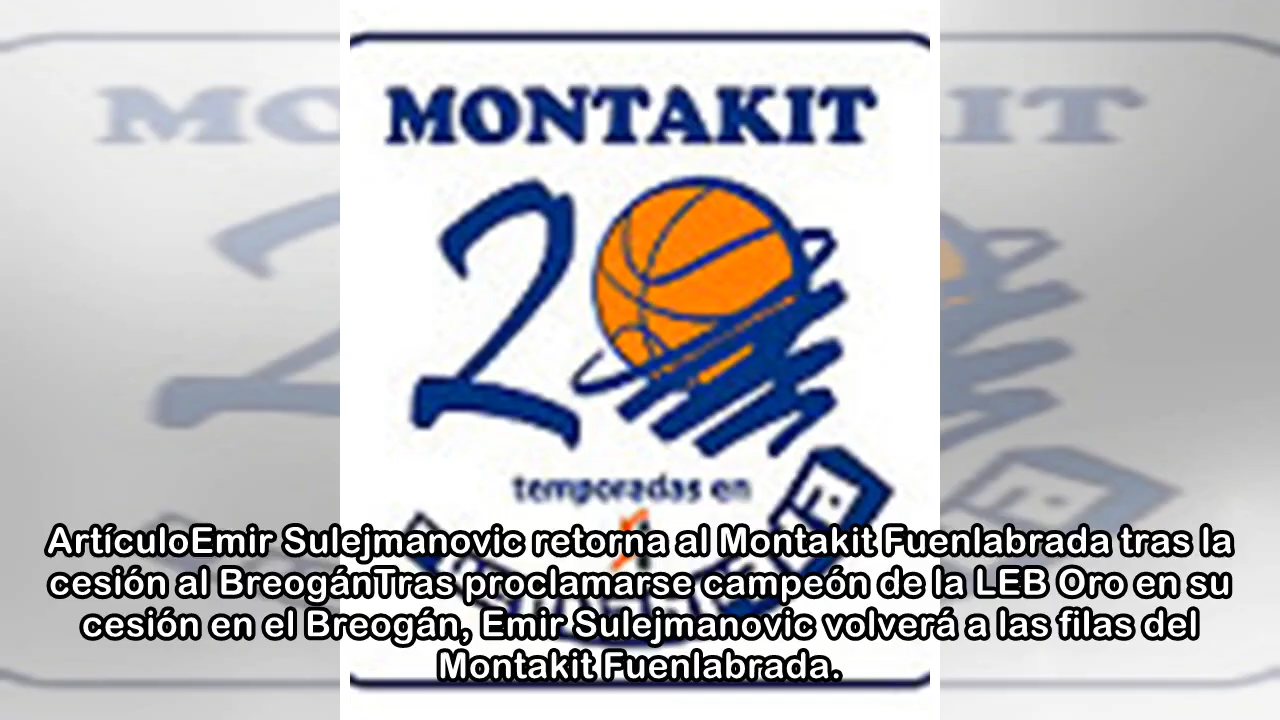 MONTAKIT
20
temporadas en
ArtículoEmir Sulejmanovic retorna al Montakit Fuenlabrada tras la
cesión al BreogánTras proclamarse campeón de la LEB Oro en su
cesión en el Breogán, Emir Sulejmanovic volverá a las filas del
Montakit Fuenlabrada.